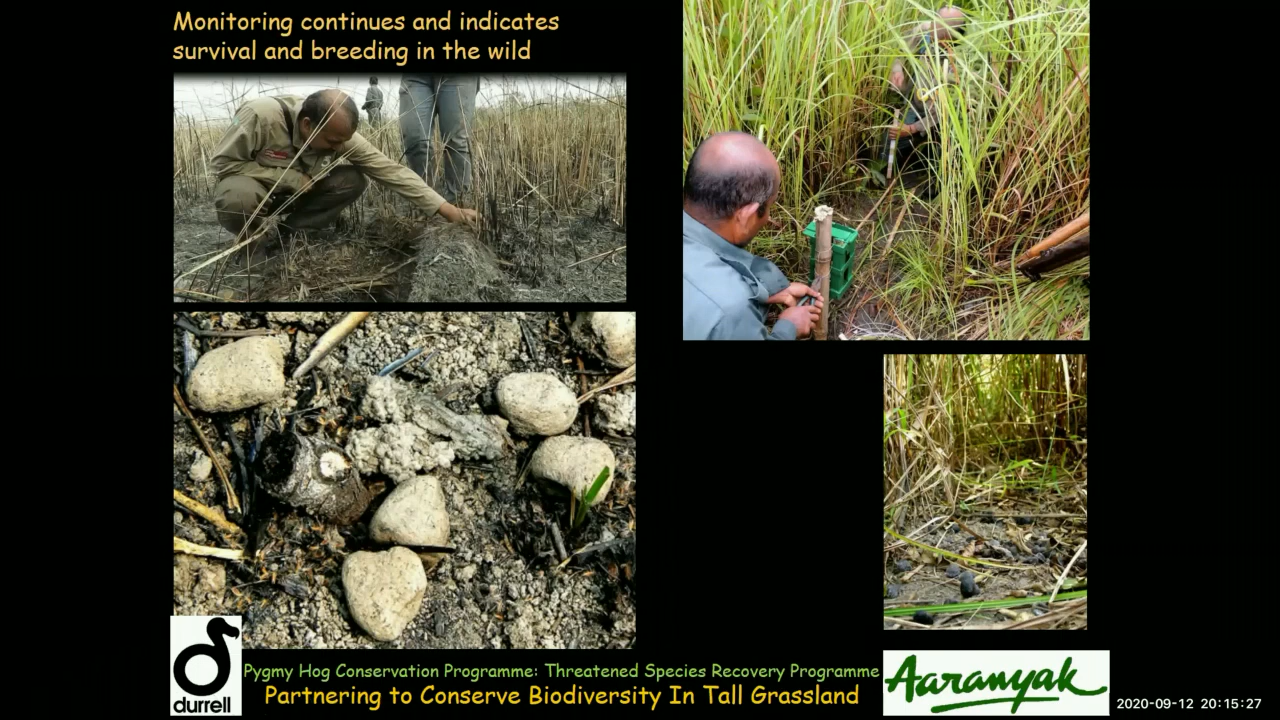 Monitoring continues and indicates
survival and breeding in the wild
durrell
Pygmy Hog Conservation Programme: Threatened Species Recovery Programme
Partnering to Conserve Biodiversity In Tall Grassland
Aaranyak
2020-09-12 20:15:27